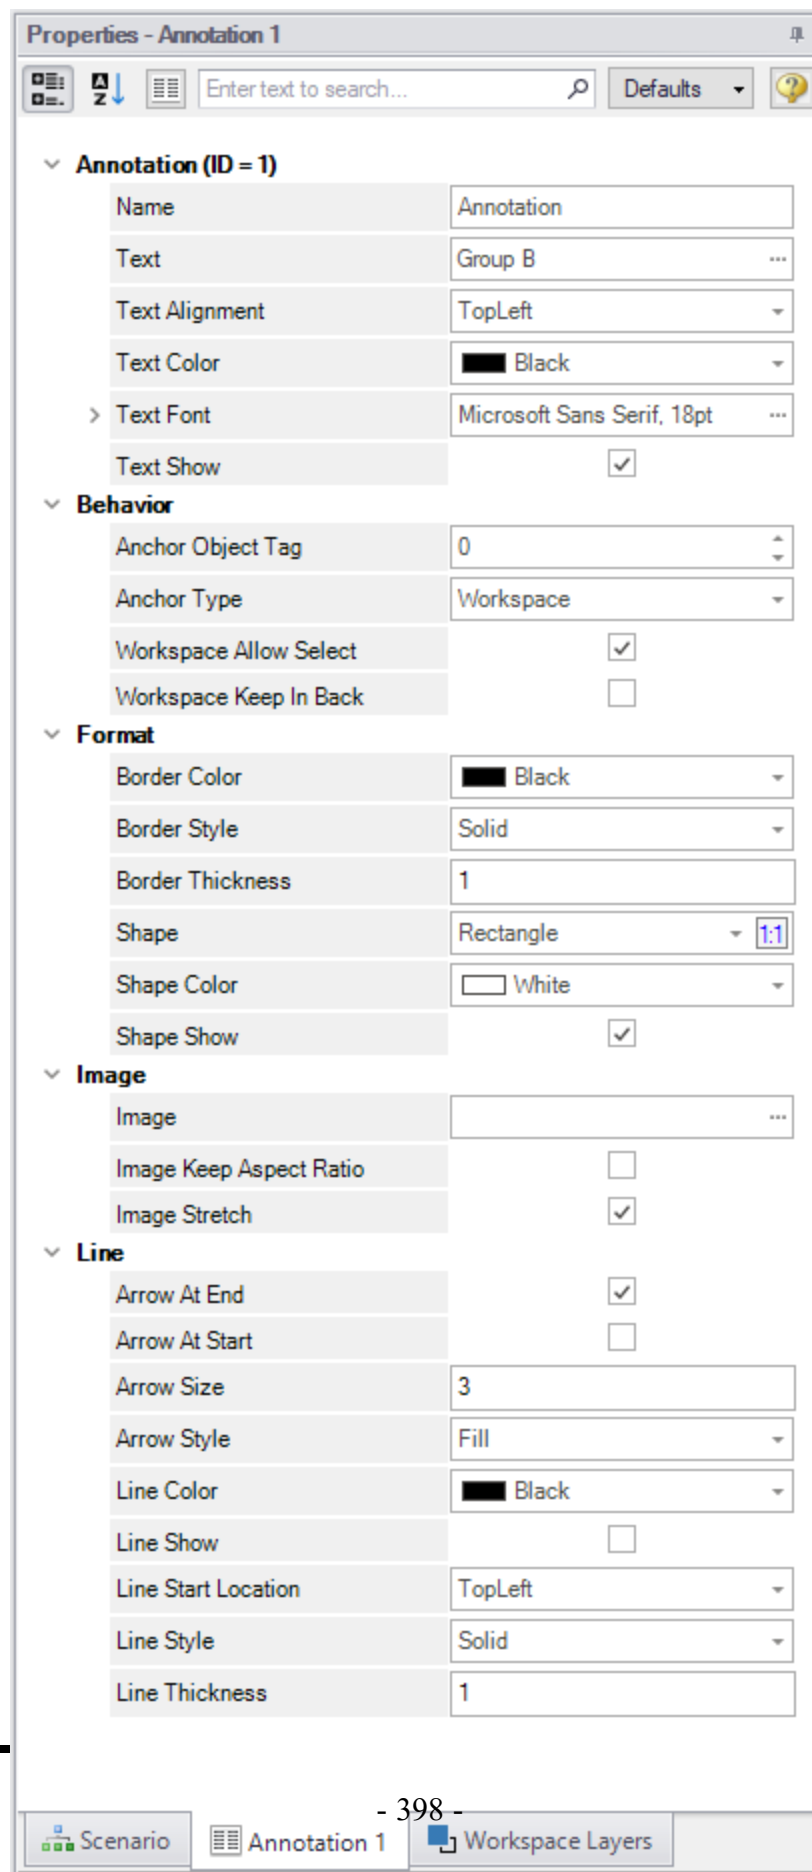 Properties - Annotation 1
Enter text to search... Defaults
Annotation (ID = 1)
Name Annotation
Text Group B ...
Text Alignment TopLeft
Text Color Black
Text Font Microsoft Sans Serif, 18pt ...
Text Show
Behavior
Anchor Object Tag 0
Anchor Type Workspace
Workspace Allow Select
Workspace Keep In Back
Format
Border Color Black
Border Style Solid
Border Thickness 1
Shape Rectangle 1:1
Shape Color White
Shape Show
Image
Image ...
Image Keep Aspect Ratio
Image Stretch
Line
Arrow At End
Arrow At Start
Arrow Size 3
Arrow Style Fill
Line Color Black
Line Show
Line Start Location TopLeft
Line Style Solid
Line Thickness 1
- 398 -
Scenario Annotation 1 Workspace Layers